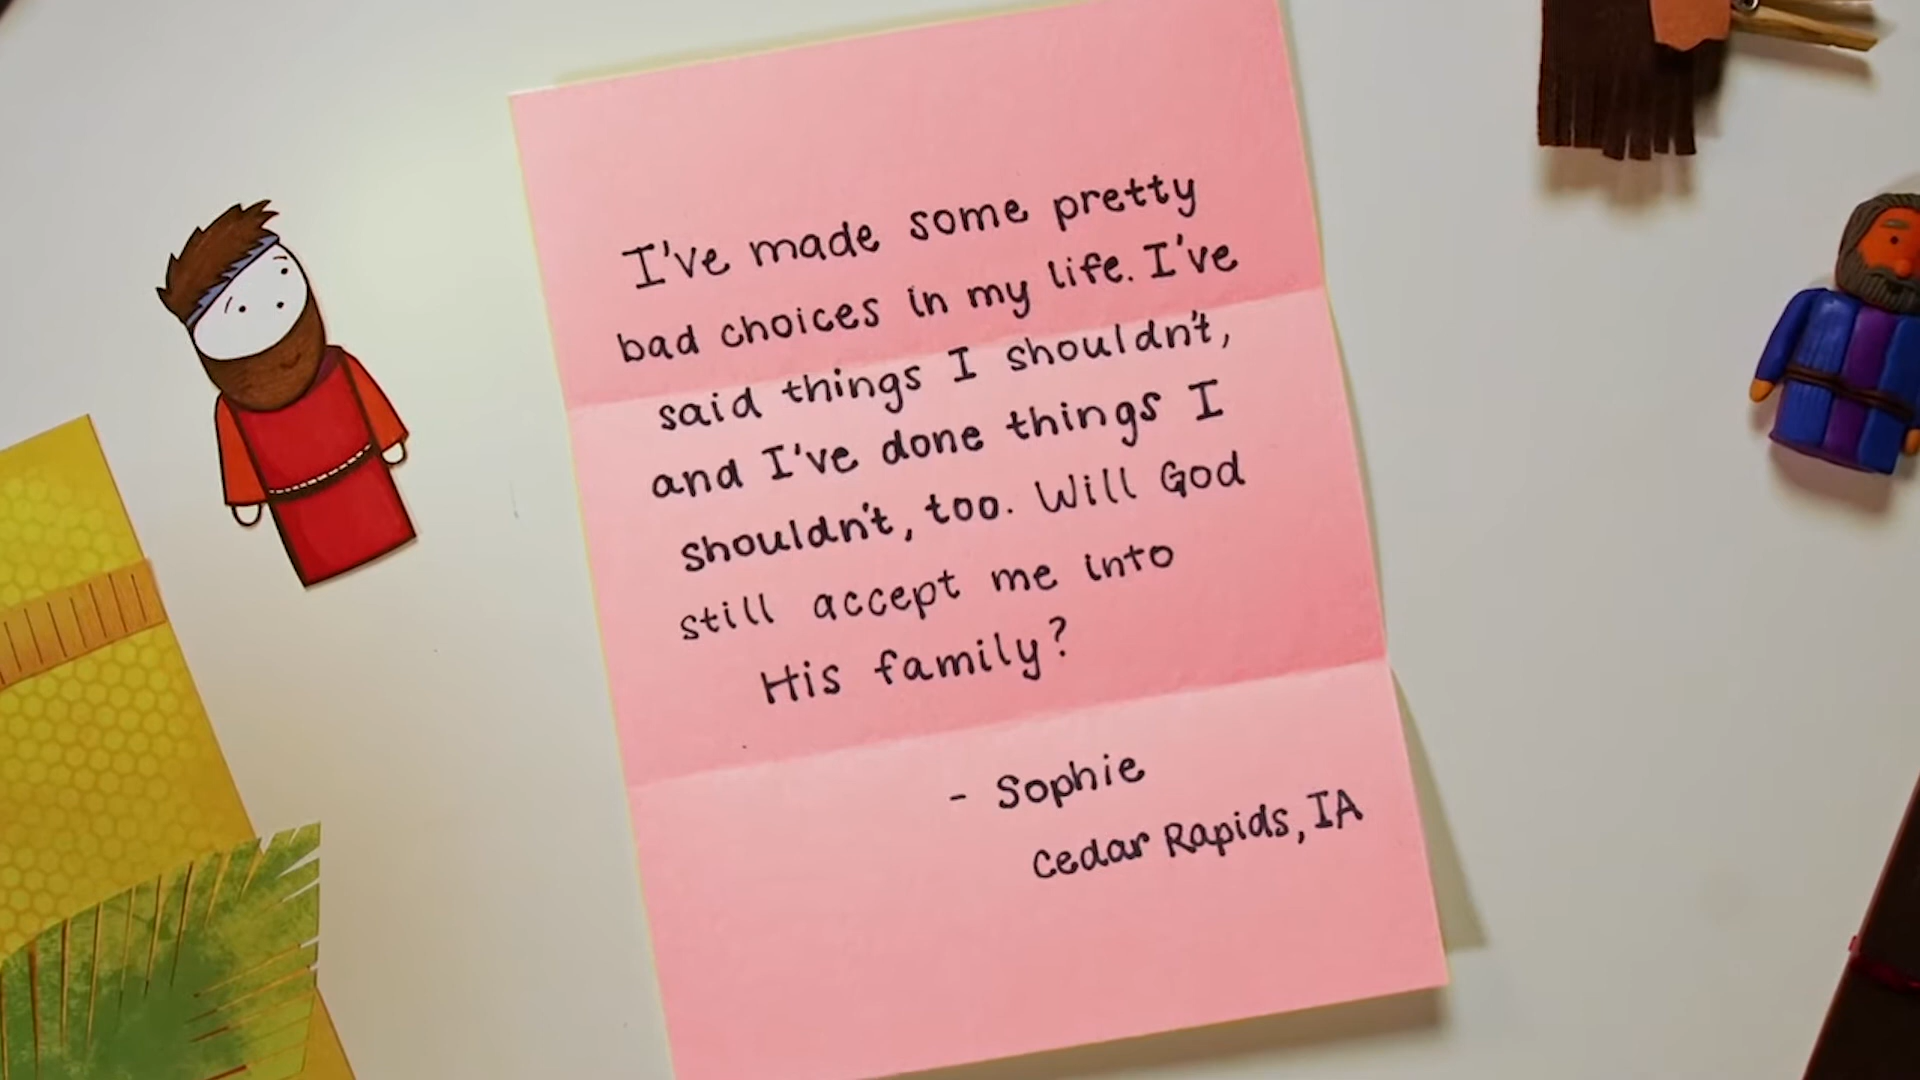 I've made some pretty
bad choices in my life. I've
said things I shouldn't,
and I've done things I
shouldn't, too. Will God
still accept me into
His family?
- Sophie
Cedar Rapids, IA